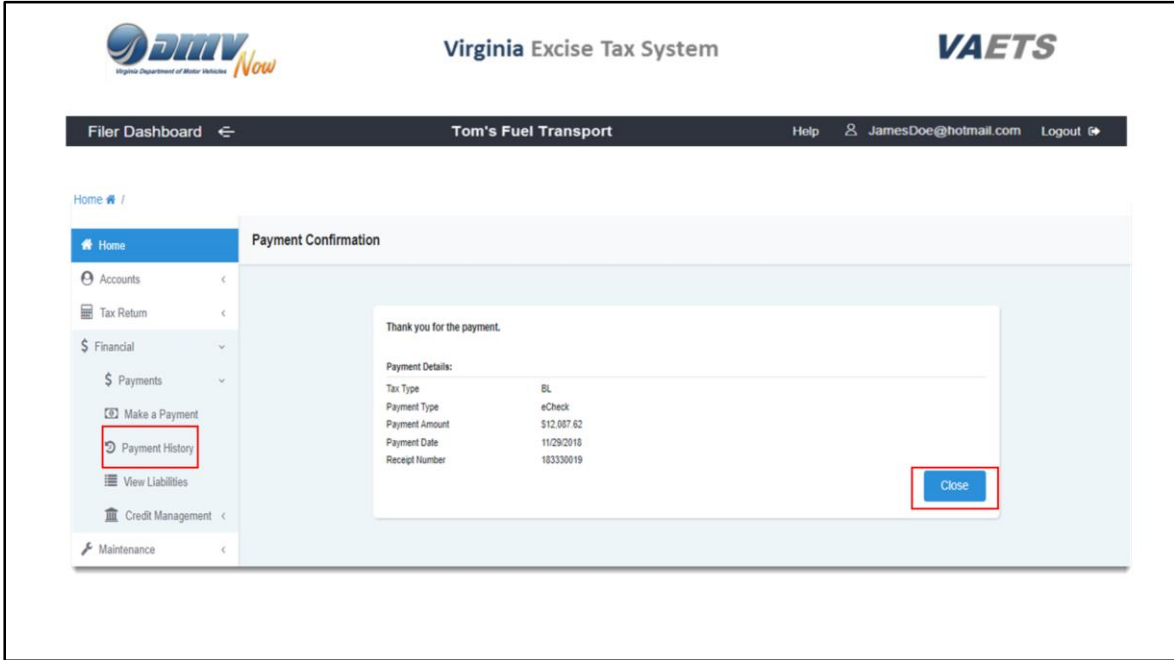 DMV Now
Virginia Department of Motor Vehicles
Virginia Excise Tax System
VAETS
Filer Dashboard
Tom's Fuel Transport
Help
JamesDoe@hotmail.com
Logout
Home /
Home
Accounts
Tax Return
$ Financial
$ Payments
Make a Payment
Payment History
View Liabilities
Credit Management
Maintenance
Payment Confirmation
Thank you for the payment.
Payment Details:
Tax Type BL
Payment Type eCheck
Payment Amount $12,087.62
Payment Date 11/29/2018
Receipt Number 183330019
Close